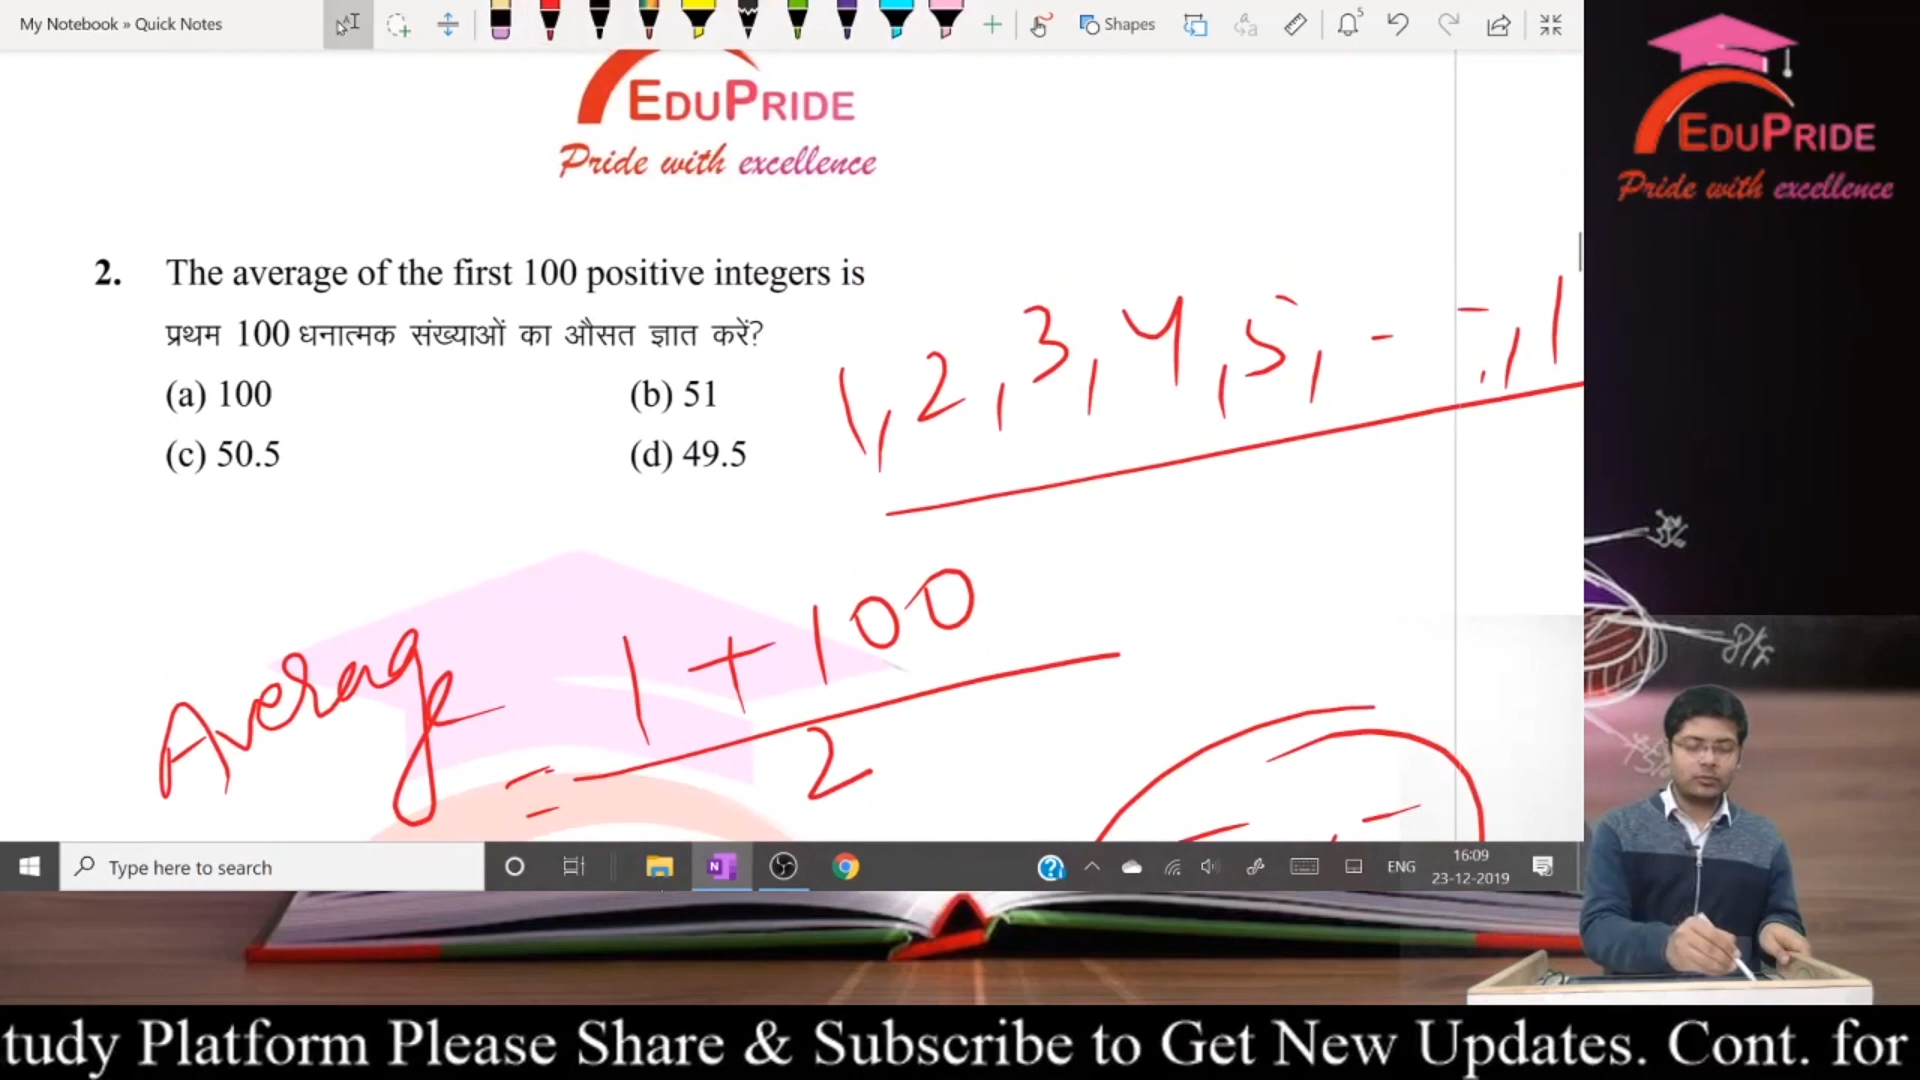 My Notebook » Quick Notes
Shapes
5
EDUPRIDE
Pride with excellence
EDUPRIDE
Pride with excellence
2. The average of the first 100 positive integers is
प्रथम 100 धनात्मक संख्याओं का औसत ज्ञात करें?
(a) 100 (b) 51
(c) 50.5 (d) 49.5
1, 2, 3, 4, 5, - - ., 1
Average = 1 + 100
2
Type here to search
ENG
16:09
23-12-2019
tudy Platform Please Share & Subscribe to Get New Updates. Cont. for